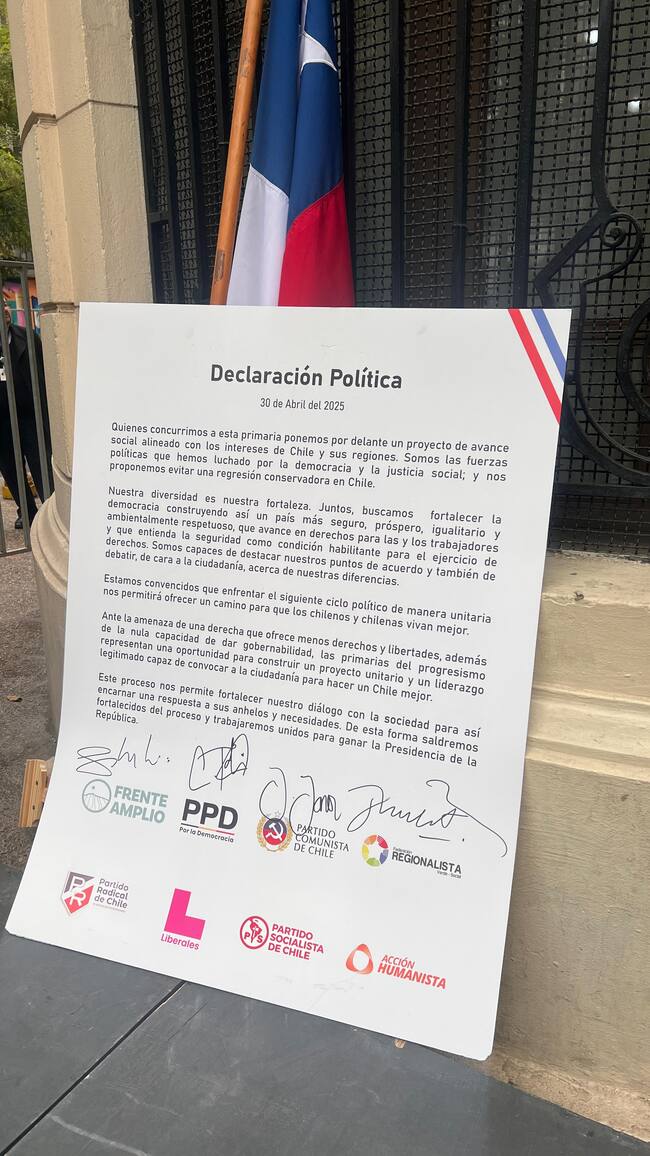 Declaración Política
30 de Abril del 2025
Quienes concurrimos a esta primaria ponemos por delante un proyecto de avance
social alineado con los intereses de Chile y sus regiones. Somos las fuerzas
políticas que hemos luchado por la democracia y la justicia social; y nos
proponemos evitar una regresión conservadora en Chile.
Nuestra diversidad es nuestra fortaleza. Juntos, buscamos fortalecer la
democracia construyendo así un país más seguro, próspero, igualitario y
ambientalmente respetuoso, que avance en derechos para las y los trabajadores
y que entienda la seguridad como condición habilitante para el ejercicio de
derechos. Somos capaces de destacar nuestros puntos de acuerdo y también de
debatir, de cara a la ciudadanía, acerca de nuestras diferencias.
Estamos convencidos que enfrentar el siguiente ciclo político de manera unitaria
nos permitirá ofrecer un camino para que los chilenos y chilenas vivan mejor.
Ante la amenaza de una derecha que ofrece menos derechos y libertades, además
de la nula capacidad de dar gobernabilidad, las primarias del progresismo
representan una oportunidad para construir un proyecto unitario y un liderazgo
legitimado capaz de convocar a la ciudadanía para hacer un Chile mejor.
Este proceso nos permite fortalecer nuestro diálogo con la sociedad para así
encarnar una respuesta a sus anhelos y necesidades. De esta forma saldremos
fortalecidos del proceso y trabajaremos unidos para ganar la Presidencia de la
República.
FRENTE
AMPLIO
PPD
Por la Democracia
PARTIDO
COMUNISTA
DE CHILE
Federación
REGIONALISTA
Verde - Social
PR
Partido
Radical
de Chile
L
Liberales
PS
PARTIDO
SOCIALISTA
DE CHILE
ACCIÓN
HUMANISTA